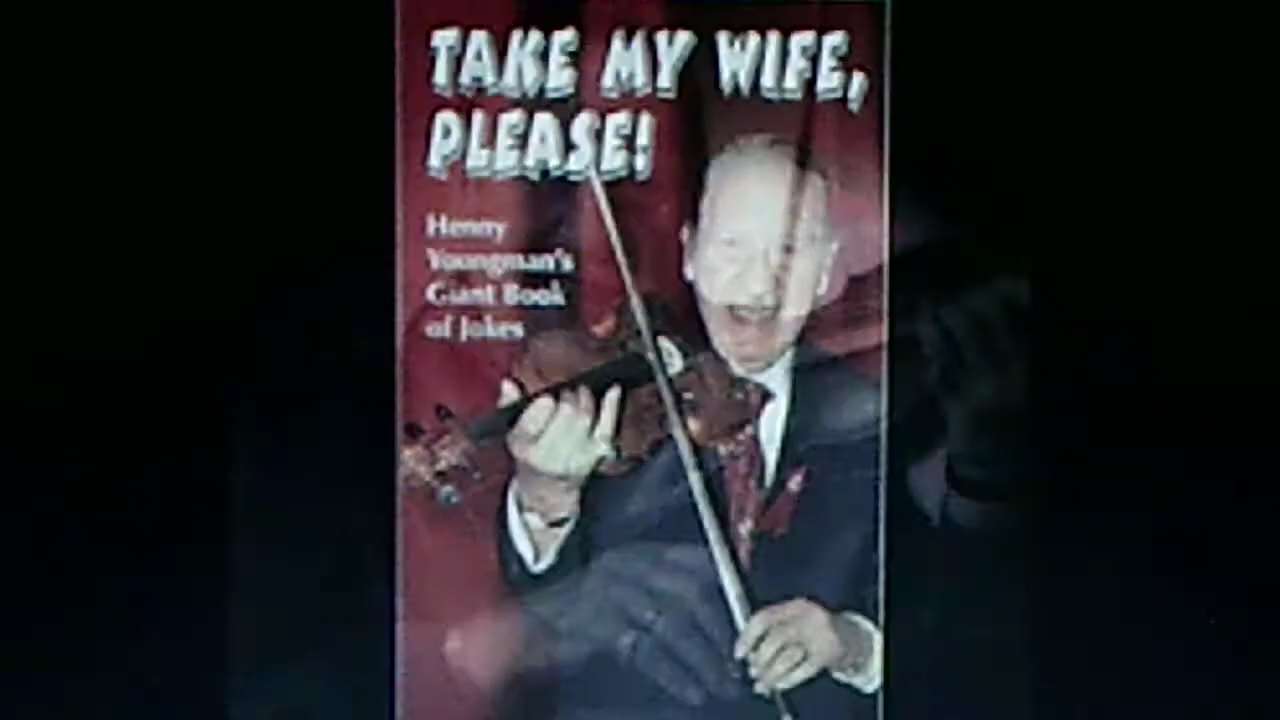 TAKE MY WIFE,
PLEASE!
Henny
Youngman's
Giant Book
of Jokes